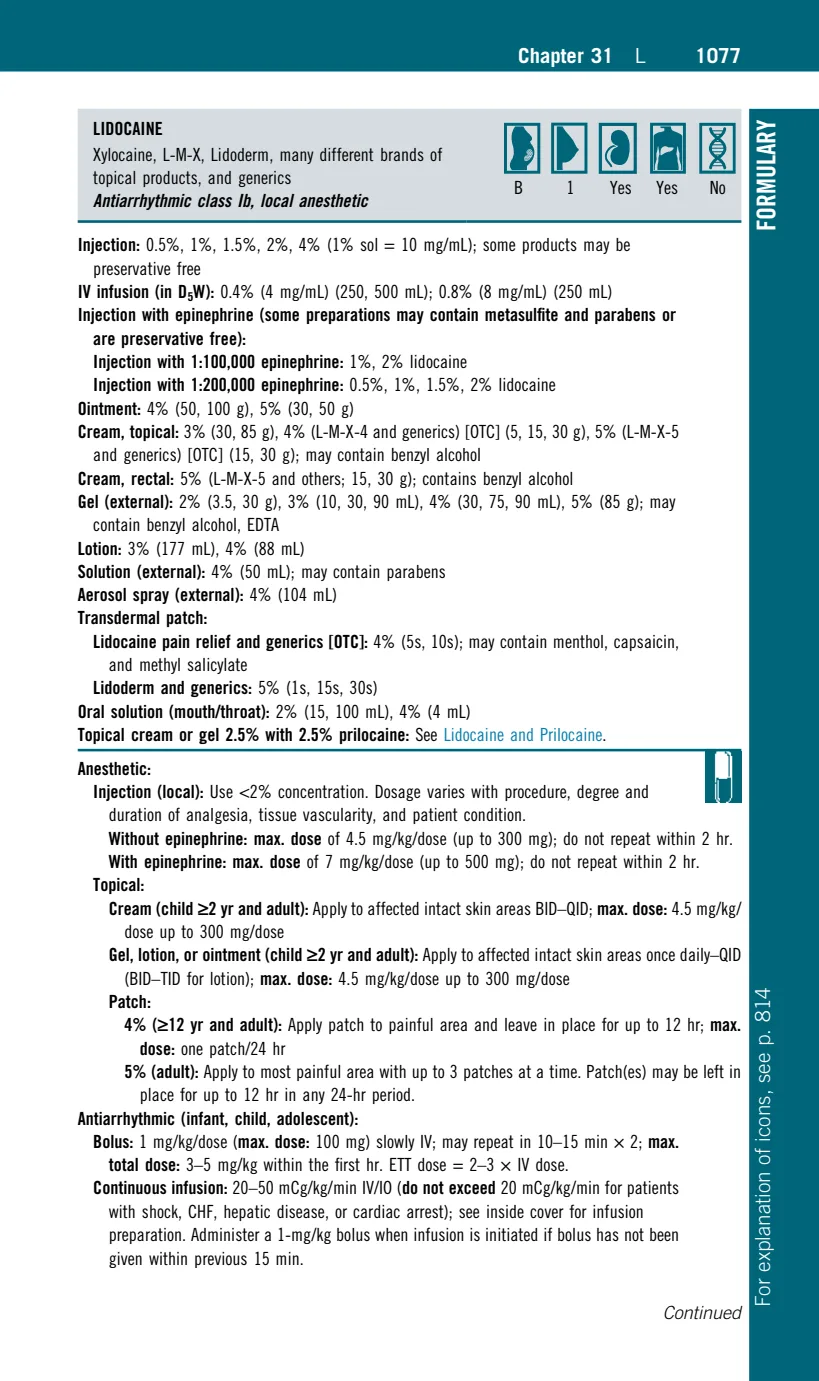 Chapter 31 L 1077
LIDOCAINE
Xylocaine, L-M-X, Lidoderm, many different brands of
topical products, and generics
Antiarrhythmic class Ib, local anesthetic
B 1 Yes Yes No
FORMULARY
Injection: 0.5%, 1%, 1.5%, 2%, 4% (1% sol = 10 mg/mL); some products may be
preservative free
IV infusion (in D5W): 0.4% (4 mg/mL) (250, 500 mL); 0.8% (8 mg/mL) (250 mL)
Injection with epinephrine (some preparations may contain metasulfite and parabens or
are preservative free):
Injection with 1:100,000 epinephrine: 1%, 2% lidocaine
Injection with 1:200,000 epinephrine: 0.5%, 1%, 1.5%, 2% lidocaine
Ointment: 4% (50, 100 g), 5% (30, 50 g)
Cream, topical: 3% (30, 85 g), 4% (L-M-X-4 and generics) [OTC] (5, 15, 30 g), 5% (L-M-X-5
and generics) [OTC] (15, 30 g); may contain benzyl alcohol
Cream, rectal: 5% (L-M-X-5 and others; 15, 30 g); contains benzyl alcohol
Gel (external): 2% (3.5, 30 g), 3% (10, 30, 90 mL), 4% (30, 75, 90 mL), 5% (85 g); may
contain benzyl alcohol, EDTA
Lotion: 3% (177 mL), 4% (88 mL)
Solution (external): 4% (50 mL); may contain parabens
Aerosol spray (external): 4% (104 mL)
Transdermal patch:
Lidocaine pain relief and generics [OTC]: 4% (5s, 10s); may contain menthol, capsaicin,
and methyl salicylate
Lidoderm and generics: 5% (1s, 15s, 30s)
Oral solution (mouth/throat): 2% (15, 100 mL), 4% (4 mL)
Topical cream or gel 2.5% with 2.5% prilocaine: See Lidocaine and Prilocaine.
Anesthetic:
Injection (local): Use <2% concentration. Dosage varies with procedure, degree and
duration of analgesia, tissue vascularity, and patient condition.
Without epinephrine: max. dose of 4.5 mg/kg/dose (up to 300 mg); do not repeat within 2 hr.
With epinephrine: max. dose of 7 mg/kg/dose (up to 500 mg); do not repeat within 2 hr.
Topical:
Cream (child ≥2 yr and adult): Apply to affected intact skin areas BID–QID; max. dose: 4.5 mg/kg/
dose up to 300 mg/dose
Gel, lotion, or ointment (child ≥2 yr and adult): Apply to affected intact skin areas once daily–QID
(BID–TID for lotion); max. dose: 4.5 mg/kg/dose up to 300 mg/dose
Patch:
4% (≥12 yr and adult): Apply patch to painful area and leave in place for up to 12 hr; max.
dose: one patch/24 hr
5% (adult): Apply to most painful area with up to 3 patches at a time. Patch(es) may be left in
place for up to 12 hr in any 24-hr period.
Antiarrhythmic (infant, child, adolescent):
Bolus: 1 mg/kg/dose (max. dose: 100 mg) slowly IV; may repeat in 10–15 min × 2; max.
total dose: 3–5 mg/kg within the first hr. ETT dose = 2–3 × IV dose.
Continuous infusion: 20–50 mCg/kg/min IV/IO (do not exceed 20 mCg/kg/min for patients
with shock, CHF, hepatic disease, or cardiac arrest); see inside cover for infusion
preparation. Administer a 1-mg/kg bolus when infusion is initiated if bolus has not been
given within previous 15 min.
For explanation of icons, see p. 814
Continued